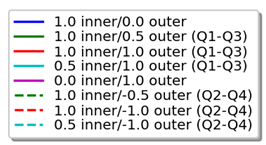 1.0 inner/0.0 outer
1.0 inner/0.5 outer (Q1-Q3)
1.0 inner/1.0 outer (Q1-Q3)
0.5 inner/1.0 outer (Q1-Q3)
0.0 inner/1.0 outer
1.0 inner/-0.5 outer (Q2-Q4)
1.0 inner/-1.0 outer (Q2-Q4)
0.5 inner/-1.0 outer (Q2-Q4)